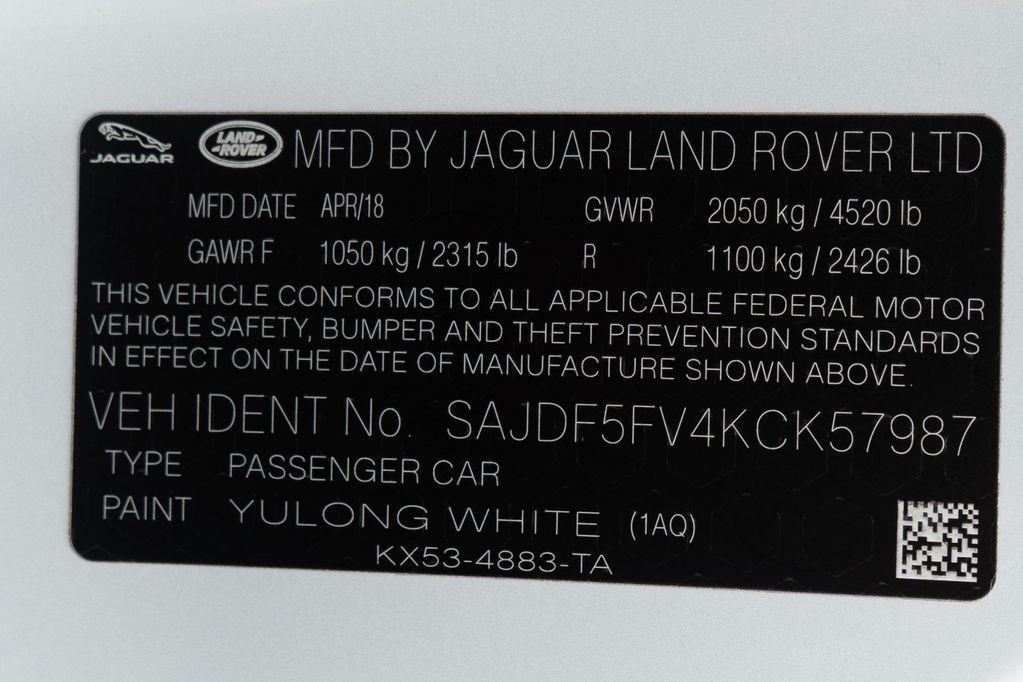 JAGUAR LAND ROVER MFD BY JAGUAR LAND ROVER LTD
MFD DATE APR/18 GVWR 2050 kg / 4520 lb
GAWR F 1050 kg / 2315 lb R 1100 kg / 2426 lb
THIS VEHICLE CONFORMS TO ALL APPLICABLE FEDERAL MOTOR
VEHICLE SAFETY, BUMPER AND THEFT PREVENTION STANDARDS
IN EFFECT ON THE DATE OF MANUFACTURE SHOWN ABOVE.
VEH IDENT No. SAJDF5FV4KCK57987
TYPE PASSENGER CAR
PAINT YULONG WHITE (1AQ)
KX53-4883-TA